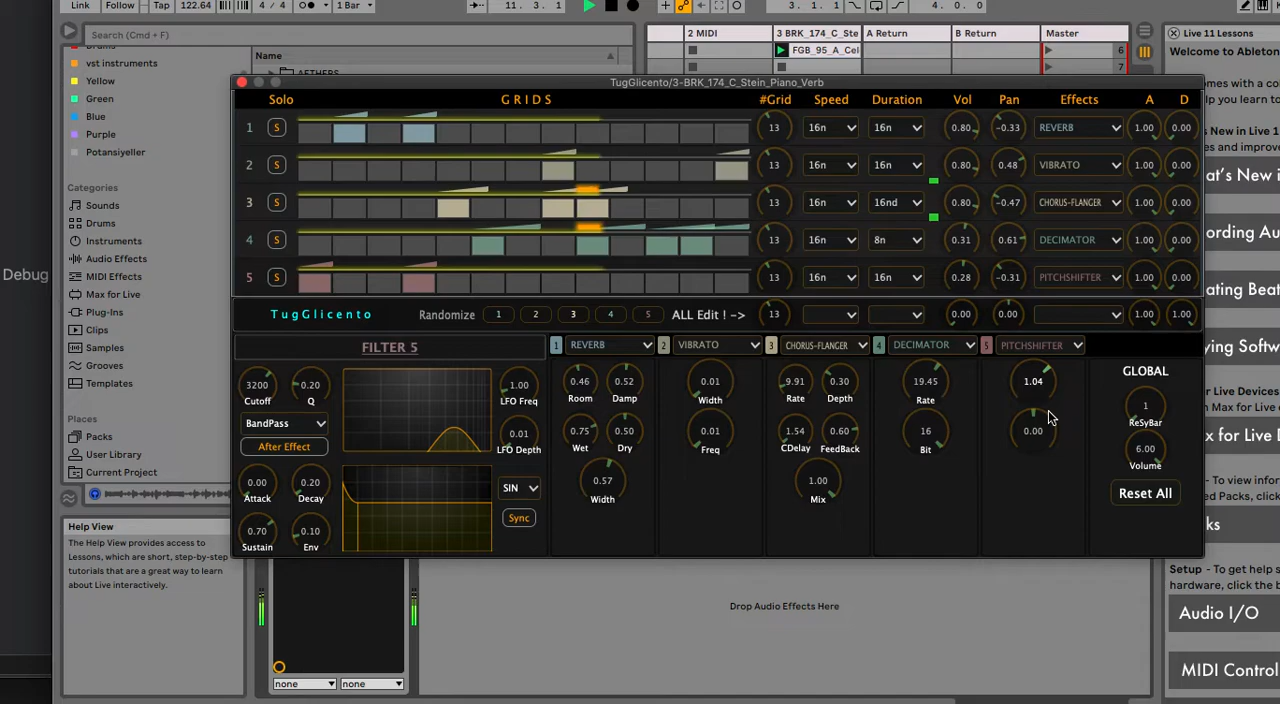 Link Follow Tap 122.64 4 / 4 1 Bar 11. 3. 1 3. 1. 1 4. 0. 0
Search (Cmd + F)
Drums
vst instruments
Yellow
Green
Blue
Purple
Potansiyeller
Name
AETHERS
2 MIDI 3 BRK_174_C_Ste A Return B Return Master
FGB_95_A_Cel 6
7
Live 11 Lessons
Welcome to Ableton
TugGlicento/3-BRK_174_C_Stein_Piano_Verb
Solo GRIDS #Grid Speed Duration Vol Pan Effects A D
1 S 13 16n 16n 0.80 -0.33 REVERB 1.00 0.00
2 S 13 16n 16n 0.80 0.48 VIBRATO 1.00 0.00
3 S 13 16n 16nd 0.80 -0.47 CHORUS-FLANGER 1.00 0.00
4 S 13 16n 8n 0.31 0.61 DECIMATOR 1.00 0.00
5 S 13 16n 16n 0.28 -0.31 PITCHSHIFTER 1.00 0.00
TugGlicento Randomize 1 2 3 4 5 ALL Edit ! -> 13 0.00 0.00 1.00 1.00
FILTER 5
3200 0.20
Cutoff Q
BandPass
After Effect
0.00 0.20
Attack Decay
0.70 0.10
Sustain Env
1.00
LFO Freq
0.01
LFO Depth
SIN
Sync
1 REVERB 2 VIBRATO 3 CHORUS-FLANGER 4 DECIMATOR 5 PITCHSHIFTER
0.46 0.52
Room Damp
0.75 0.50
Wet Dry
0.57
Width
0.01
Width
0.01
Freq
9.91 0.30
Rate Depth
1.54 0.60
CDelay FeedBack
1.00
Mix
19.45
Rate
16
Bit
1.04
0.00
GLOBAL
1
ReSyBar
6.00
Volume
Reset All
Debug
Categories
Sounds
Drums
Instruments
Audio Effects
MIDI Effects
Max for Live
Plug-Ins
Clips
Samples
Grooves
Templates
Places
Packs
User Library
Current Project
Help View
The Help View provides access to
Lessons, which are short, step-by-step
tutorials that are a great way to learn
about Live interactively.
none none
Drop Audio Effects Here
Setup - To get help s
hardware, click the b
Audio I/O
MIDI Control